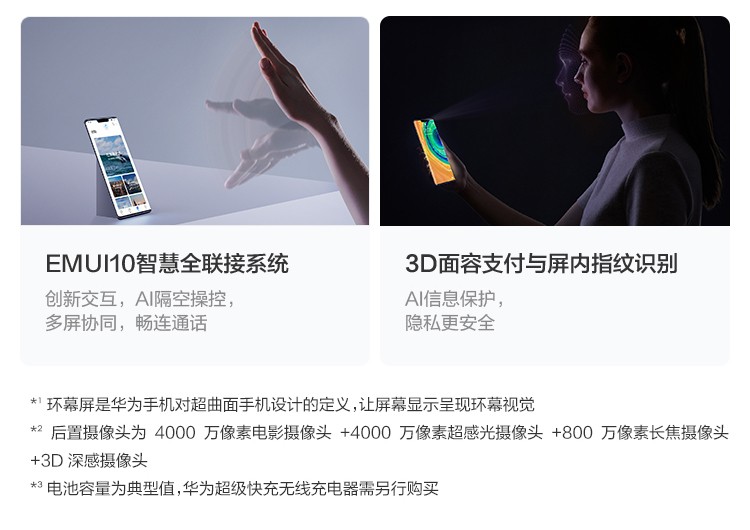 EMUI10智慧全联接系统
创新交互，AI隔空操控，
多屏协同，畅连通话
3D面容支付与屏内指纹识别
AI信息保护，
隐私更安全
*1 环幕屏是华为手机对超曲面手机设计的定义,让屏幕显示呈现环幕视觉
*2 后置摄像头为 4000 万像素电影摄像头 +4000 万像素超感光摄像头 +800 万像素长焦摄像头
+3D 深感摄像头
*3 电池容量为典型值,华为超级快充无线充电器需另行购买